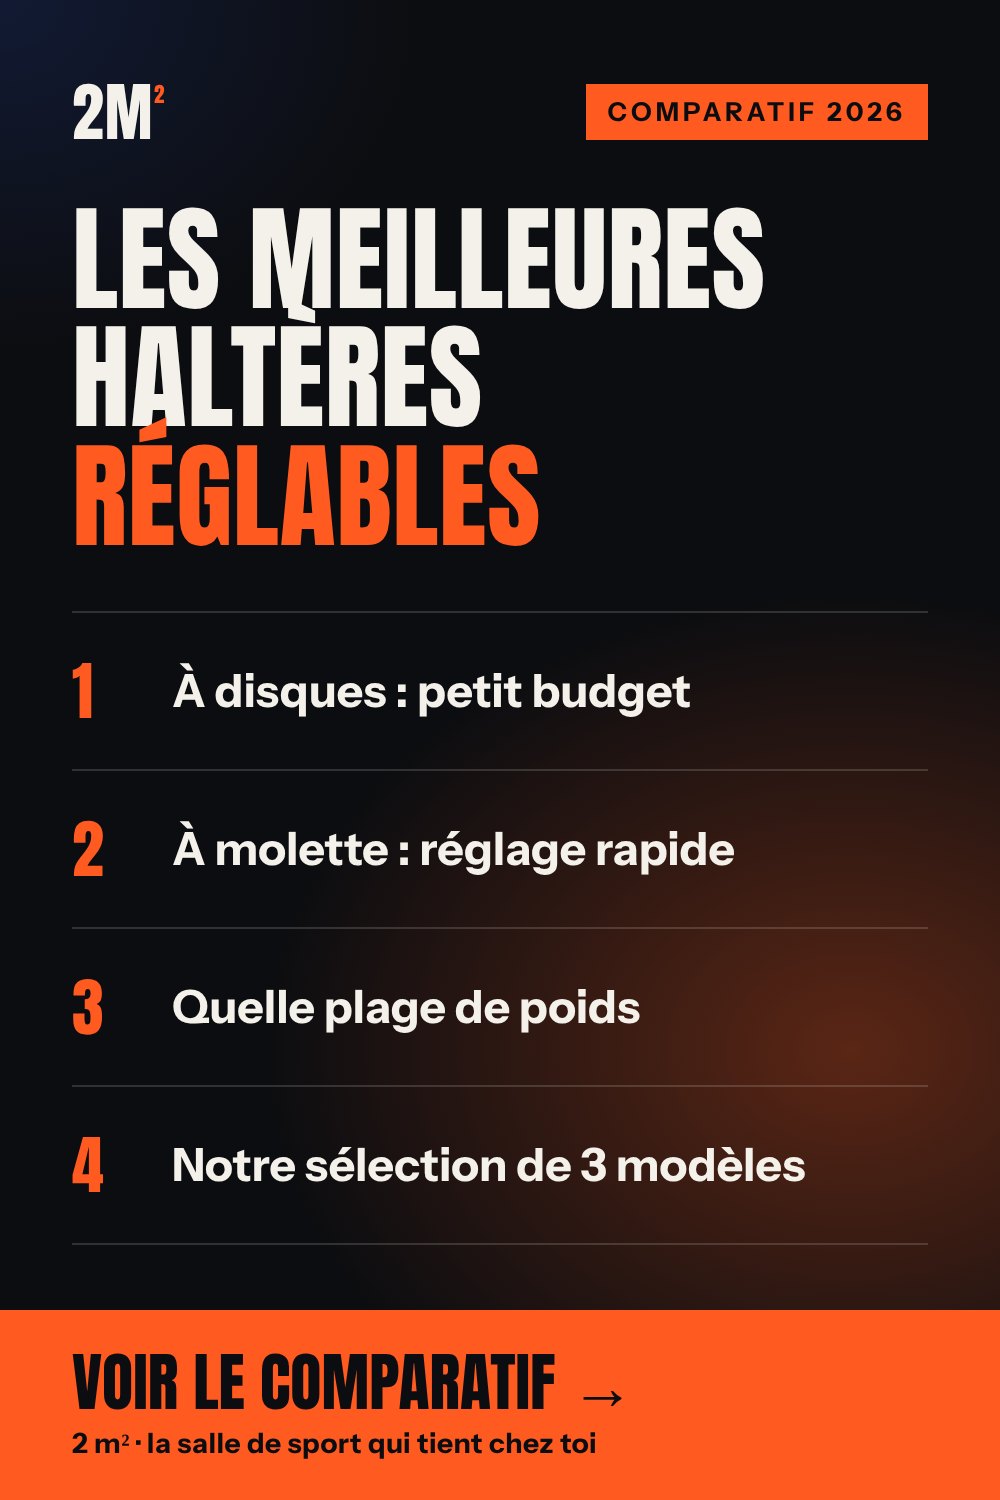 2M²
COMPARATIF 2026
LES MEILLEURES
HALTÈRES
RÉGLABLES
1 À disques : petit budget
2 À molette : réglage rapide
3 Quelle plage de poids
4 Notre sélection de 3 modèles
VOIR LE COMPARATIF →
2 m² · la salle de sport qui tient chez toi